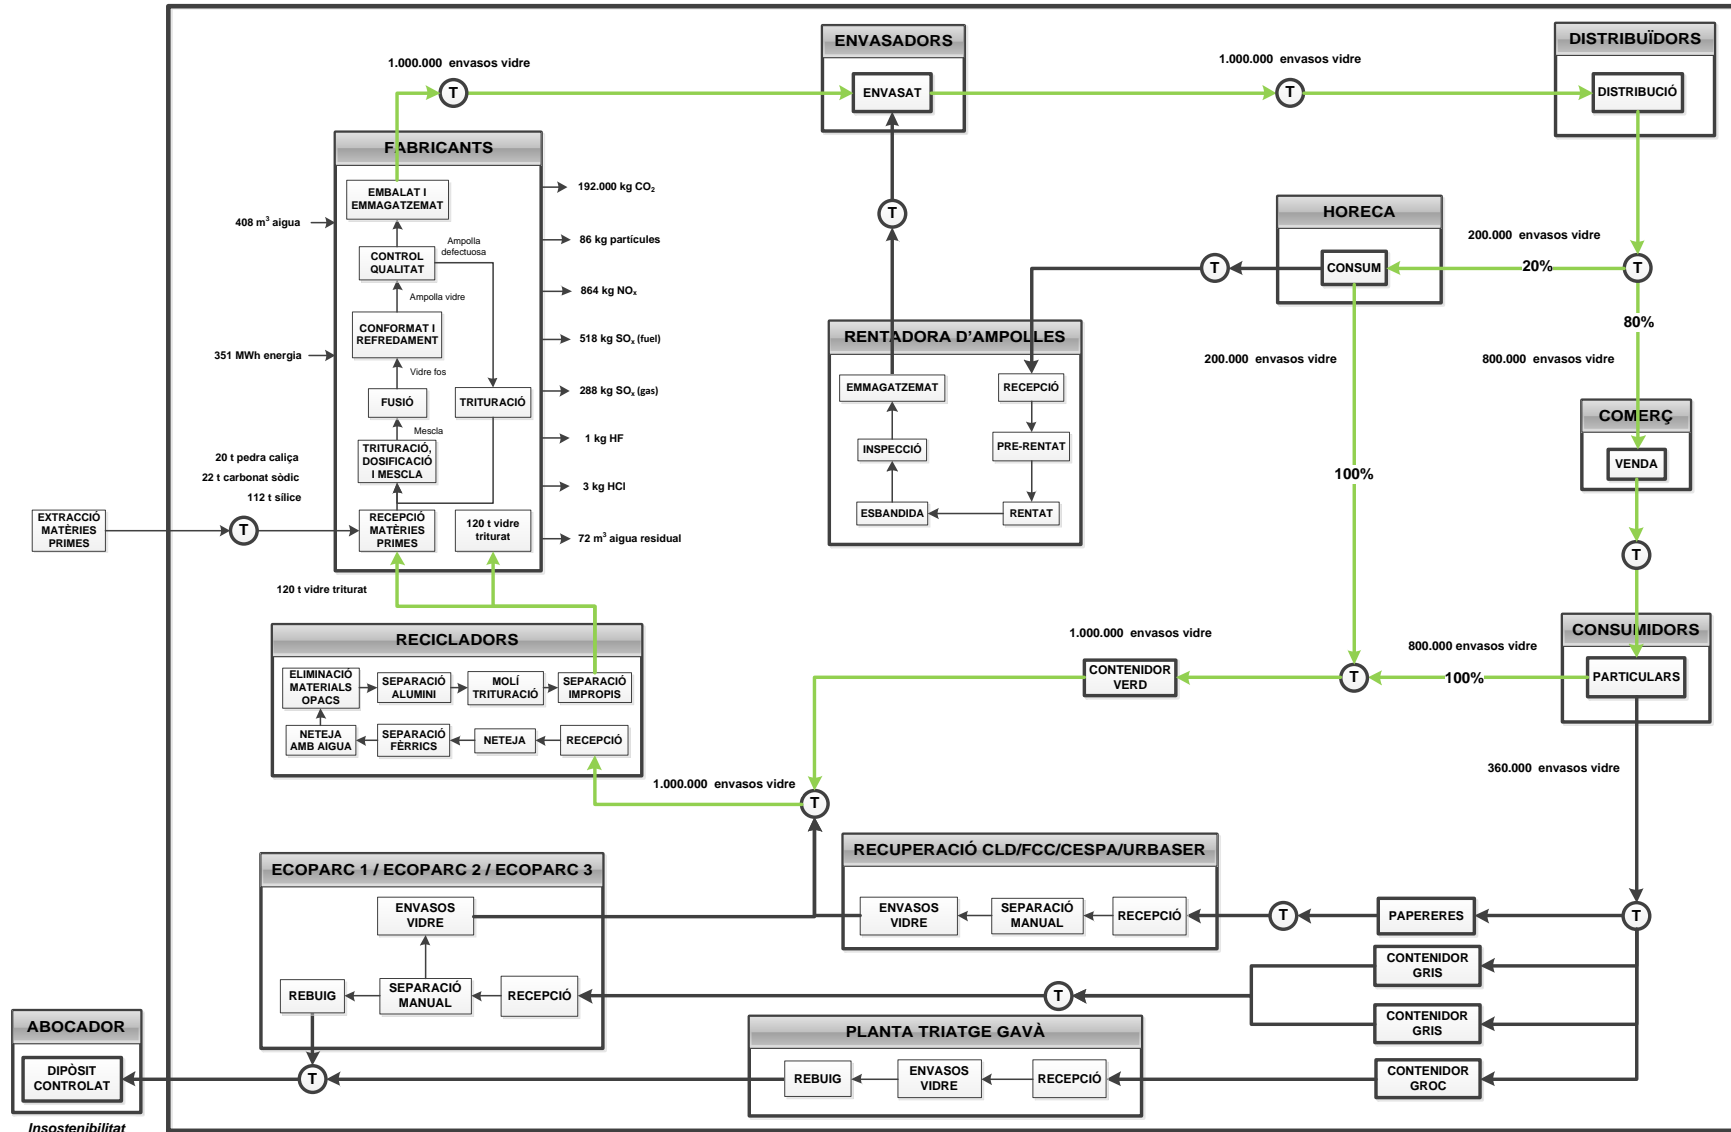 ENVASADORS
DISTRIBUÏDORS
1.000.000 envasos vidre
1.000.000 envasos vidre
T
ENVASAT
T
DISTRIBUCIÓ
FABRICANTS
EMBALAT I
EMMAGATZEMAT
192.000 kg CO₂
408 m³ aigua
T
HORECA
Ampolla
defectuosa
86 kg partícules
200.000 envasos vidre
CONTROL
QUALITAT
T
CONSUM
20%
T
Ampolla vidre
864 kg NOₓ
CONFORMAT I
REFREDAMENT
518 kg SOₓ (fuel)
RENTADORA D'AMPOLLES
80%
351 MWh energia
200.000 envasos vidre
800.000 envasos vidre
Vidre fos
288 kg SOₓ (gas)
EMMAGATZEMAT
RECEPCIÓ
FUSIÓ
TRITURACIÓ
COMERÇ
Mescla
1 kg HF
INSPECCIÓ
PRE-RENTAT
VENDA
20 t pedra caliça
22 t carbonat sòdic
112 t sílice
TRITURACIÓ,
DOSIFICACIÓ
I MESCLA
100%
3 kg HCl
ESBANDIDA
RENTAT
EXTRACCIÓ
MATÈRIES
PRIMES
T
RECEPCIÓ
MATÈRIES
PRIMES
120 t vidre
triturat
72 m³ aigua residual
T
120 t vidre triturat
RECICLADORS
1.000.000 envasos vidre
800.000 envasos vidre
CONSUMIDORS
ELIMINACIÓ
MATERIALS
OPACS
SEPARACIÓ
ALUMINI
MOLÍ
TRITURACIÓ
SEPARACIÓ
IMPROPIS
CONTENIDOR
VERD
T
100%
PARTICULARS
NETEJA
AMB AIGUA
SEPARACIÓ
FÈRRICS
NETEJA
RECEPCIÓ
1.000.000 envasos vidre
360.000 envasos vidre
T
RECUPERACIÓ CLD/FCC/CESPA/URBASER
ECOPARC 1 / ECOPARC 2 / ECOPARC 3
ENVASOS
VIDRE
ENVASOS
VIDRE
SEPARACIÓ
MANUAL
RECEPCIÓ
T
PAPERERES
T
CONTENIDOR
GRIS
REBUIG
SEPARACIÓ
MANUAL
RECEPCIÓ
T
CONTENIDOR
GRIS
ABOCADOR
PLANTA TRIATGE GAVÀ
DIPÒSIT
CONTROLAT
T
REBUIG
ENVASOS
VIDRE
RECEPCIÓ
CONTENIDOR
GROC
Insostenibilitat